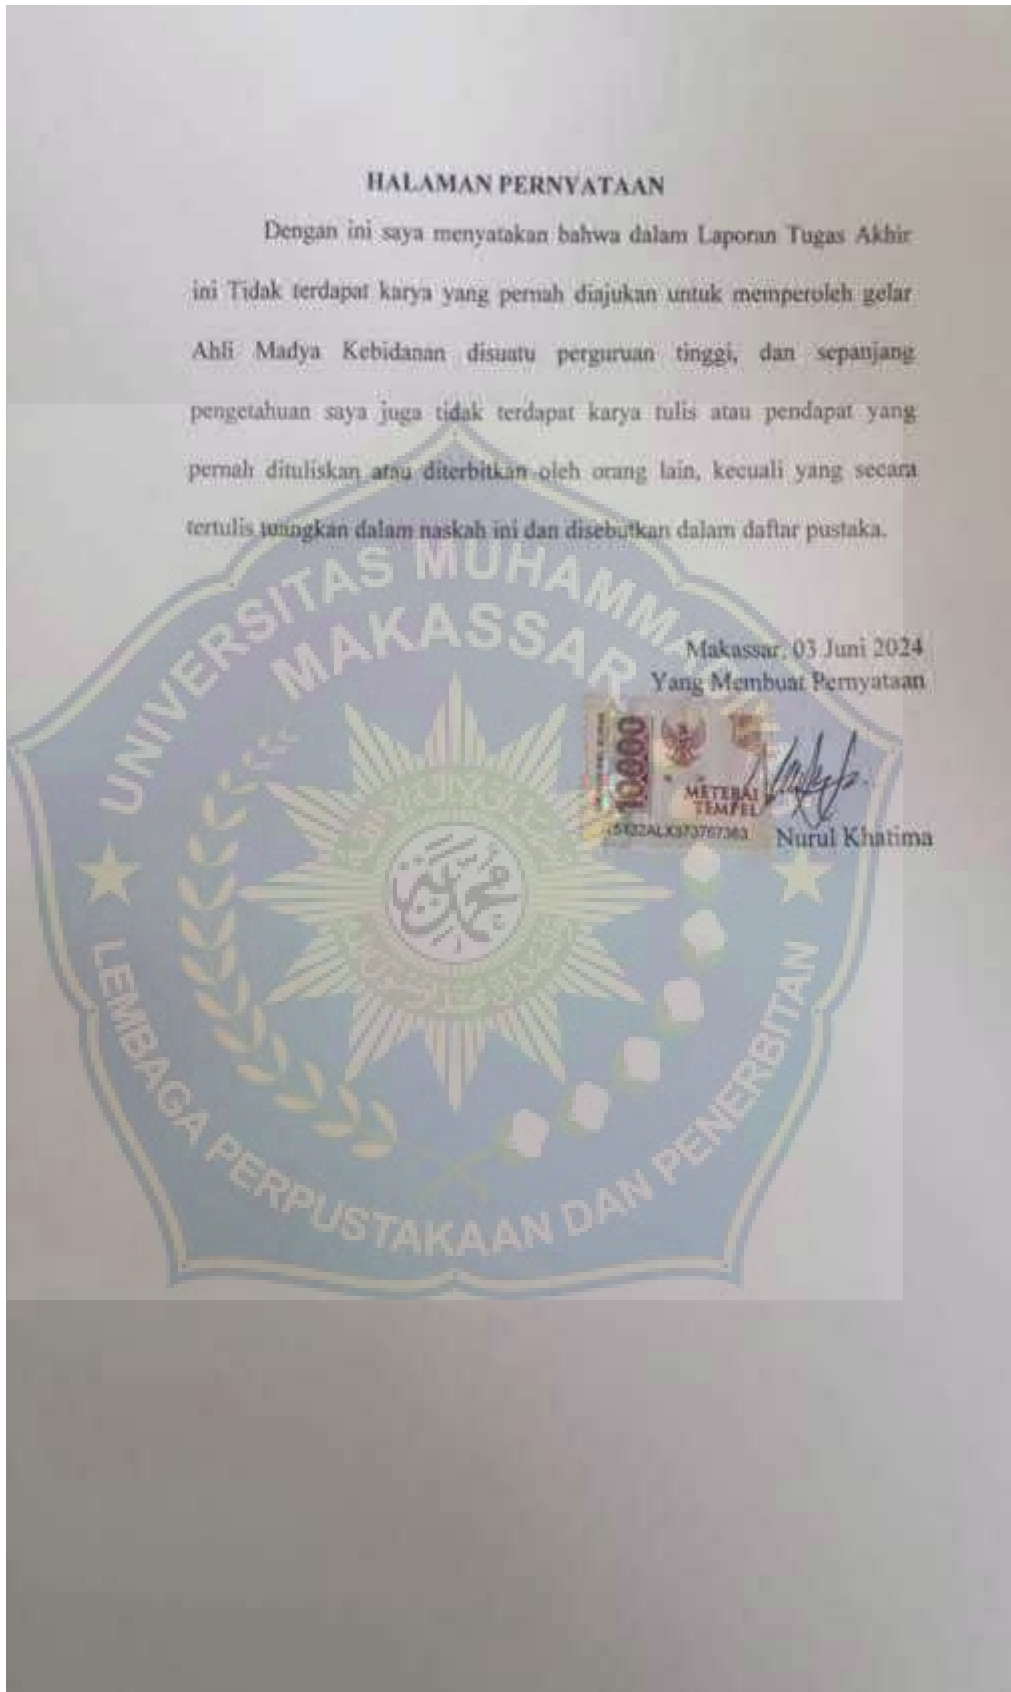 HALAMAN PERNYATAAN
Dengan ini saya menyatakan bahwa dalam Laporan Tugas Akhir
ini Tidak terdapat karya yang pernah diajukan untuk memperoleh gelar
Ahli Madya Kebidanan disuatu perguruan tinggi, dan sepanjang
pengetahuan saya juga tidak terdapat karya tulis atau pendapat yang
pernah dituliskan atau diterbitkan oleh orang lain, kecuali yang secara
tertulis tuangkan dalam naskah ini dan disebutkan dalam daftar pustaka.
Makassar, 03 Juni 2024
Yang Membuat Pernyataan
10000
METERAI
TEMPEL
ALX373767363
Nurul Khatima
UNIVERSITAS MUHAMMA
MAKASSAR
LEMBAGA PERPUSTAKAAN DAN PENERBITAN